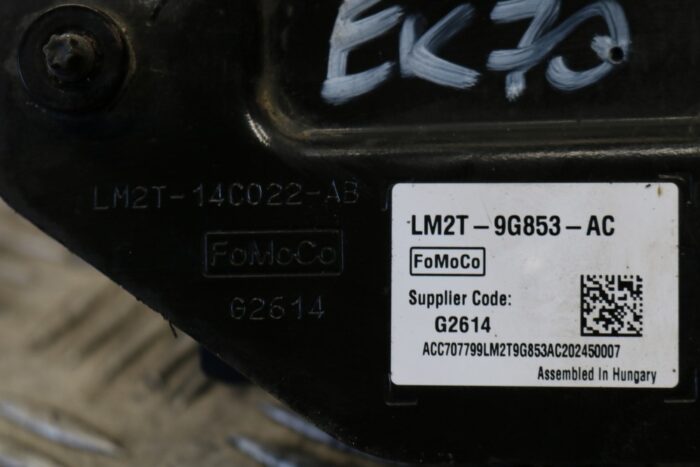 EK70
LM2T-14C022-AB
FoMoCo
G2614
LM2T-9G853-AC
FoMoCo
Supplier Code:
G2614
ACC707799LM2T9G853AC202450007
Assembled In Hungary